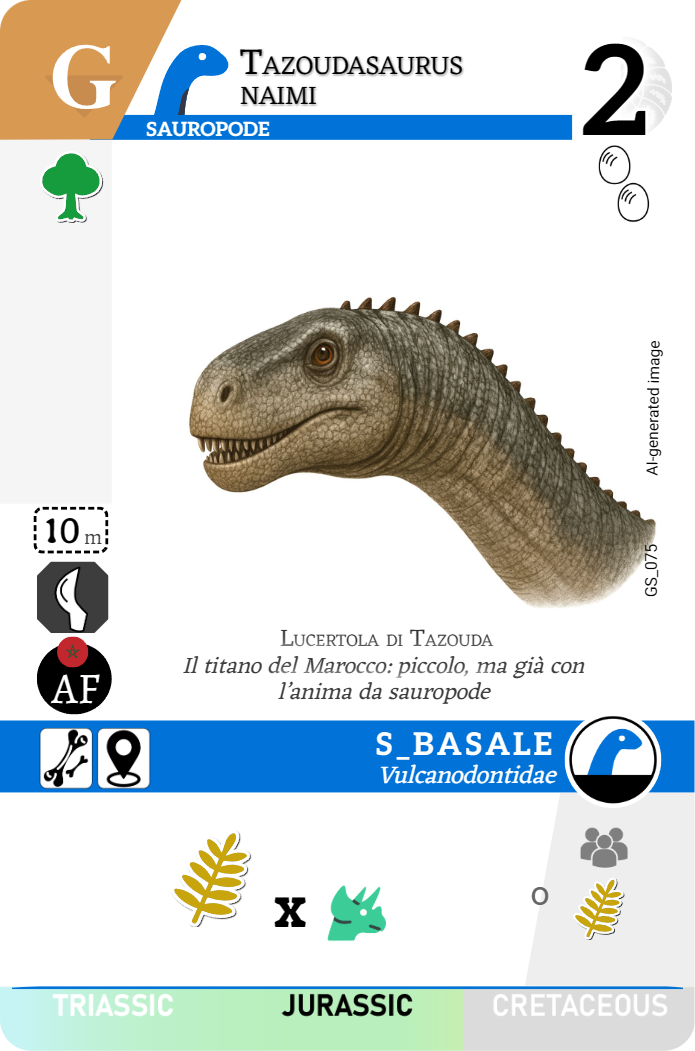 G
TAZOUDASAURUS
NAIMI
2
SAUROPODE
AI-generated image
GS_075
10 m
AF
LUCERTOLA DI TAZOUDA
Il titano del Marocco: piccolo, ma già con
l'anima da sauropode
S_BASALE
Vulcanodontidae
x
o
TRIASSIC JURASSIC CRETACEOUS